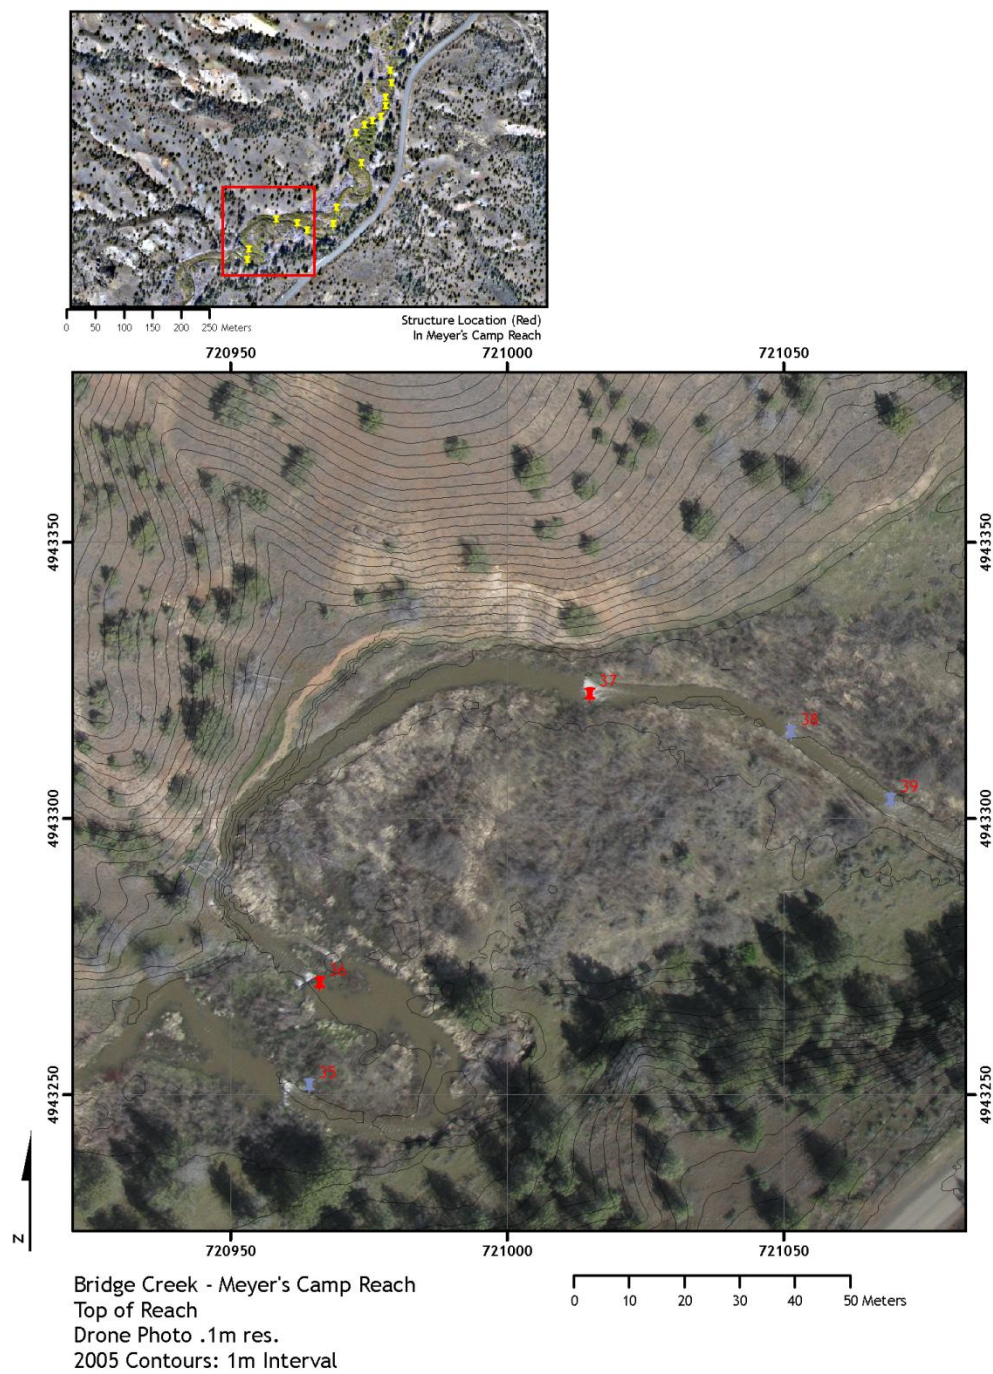 0 50 100 150 200 250 Meters
Structure Location (Red)
In Meyer's Camp Reach
720950 721000 721050
4943350 4943350
37
38
39
4943300 4943300
36
35
4943250 4943250
N
720950 721000 721050
Bridge Creek - Meyer's Camp Reach
Top of Reach
Drone Photo .1m res.
2005 Contours: 1m Interval
0 10 20 30 40 50 Meters